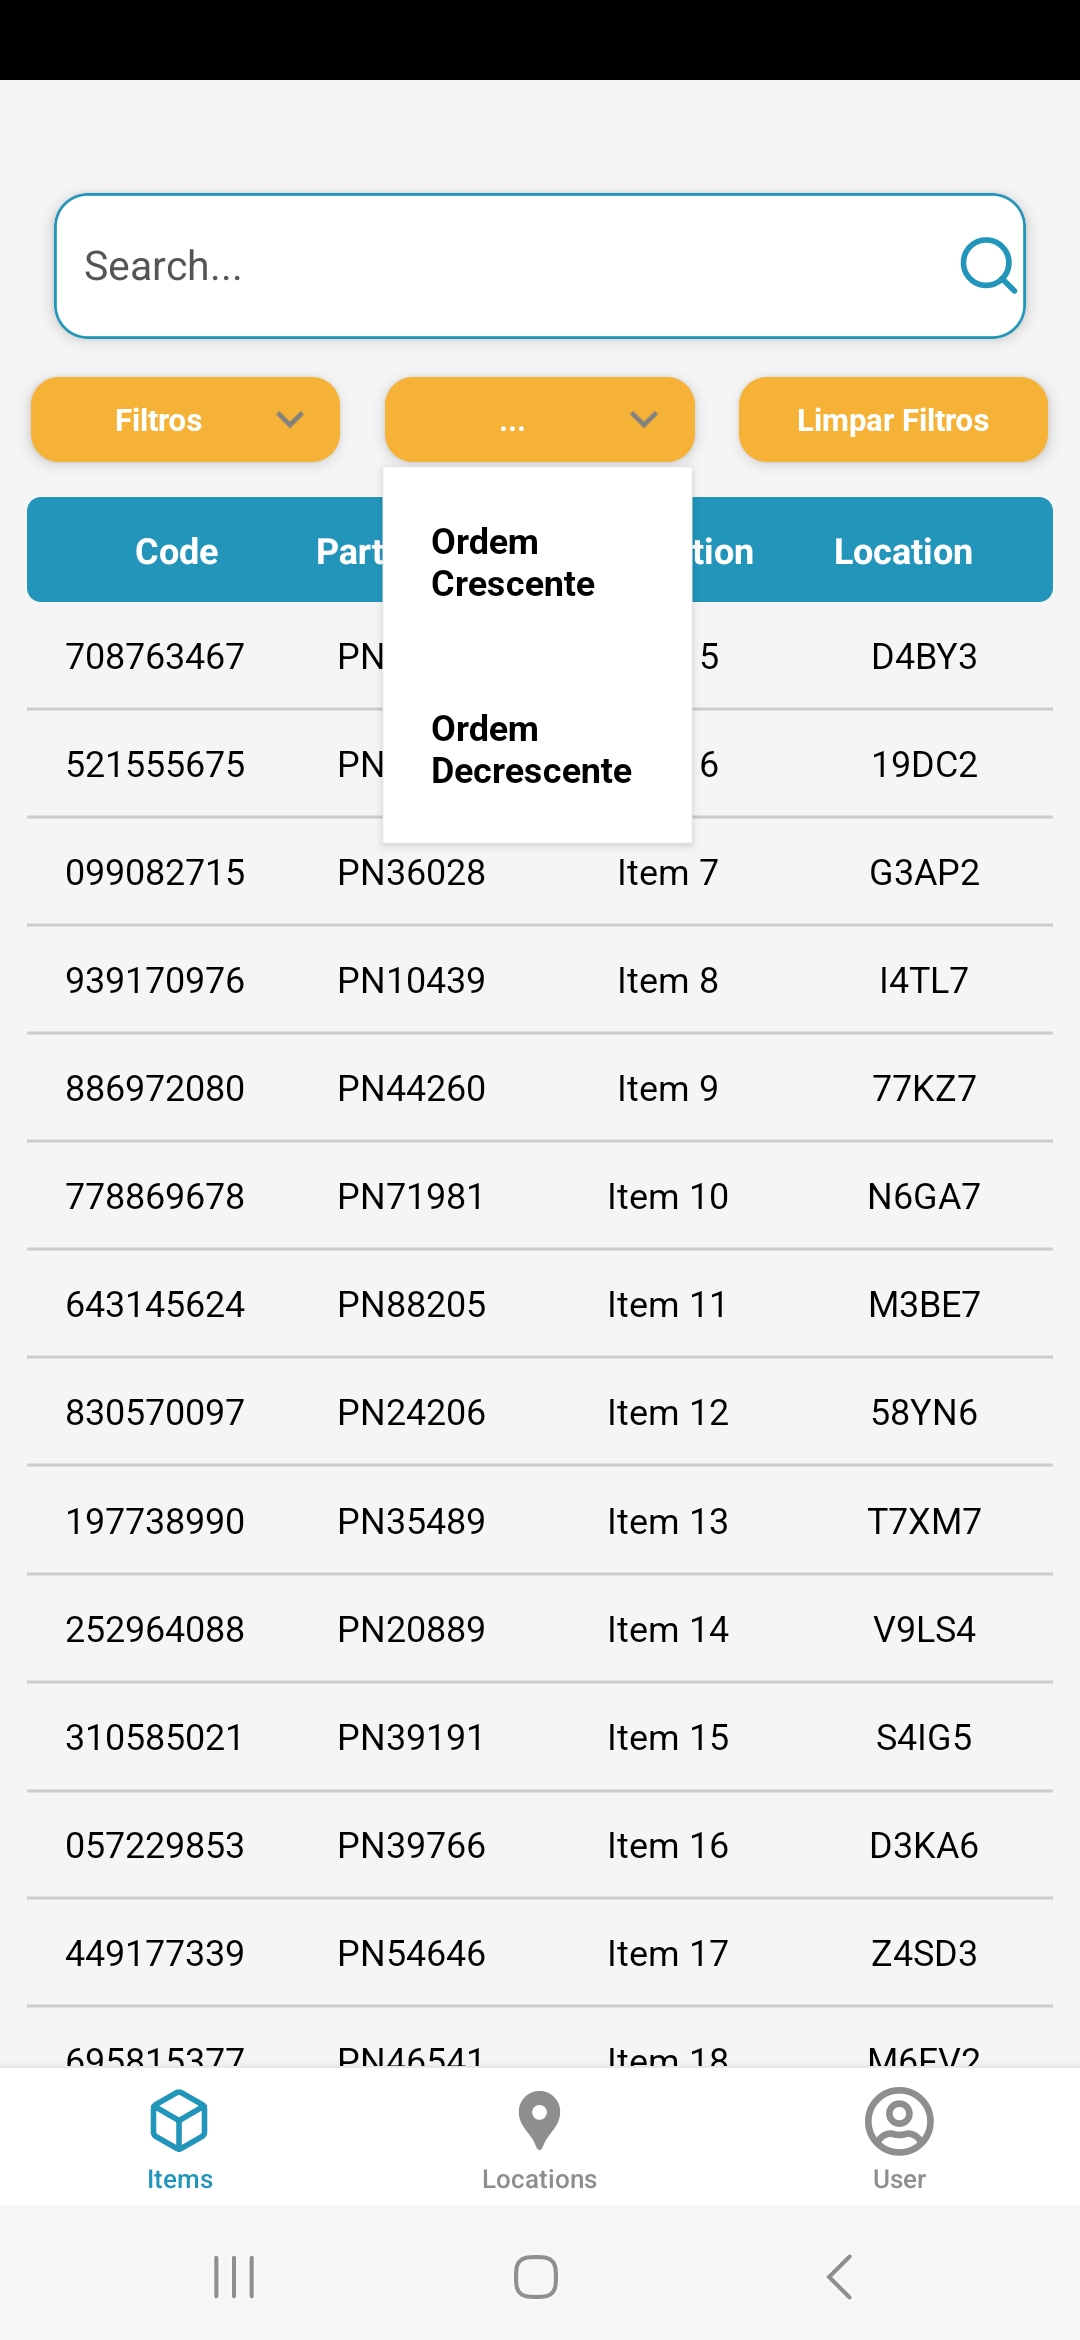 Search...
Filtros ... Limpar Filtros
Code Part tion Location
Ordem
Crescente
Ordem
Decrescente
708763467 PN 5 D4BY3
521555675 PN 6 19DC2
099082715 PN36028 Item 7 G3AP2
939170976 PN10439 Item 8 I4TL7
886972080 PN44260 Item 9 77KZ7
778869678 PN71981 Item 10 N6GA7
643145624 PN88205 Item 11 M3BE7
830570097 PN24206 Item 12 58YN6
197738990 PN35489 Item 13 T7XM7
252964088 PN20889 Item 14 V9LS4
310585021 PN39191 Item 15 S4IG5
057229853 PN39766 Item 16 D3KA6
449177339 PN54646 Item 17 Z4SD3
695815377 PN46541 Item 18
Items Locations User